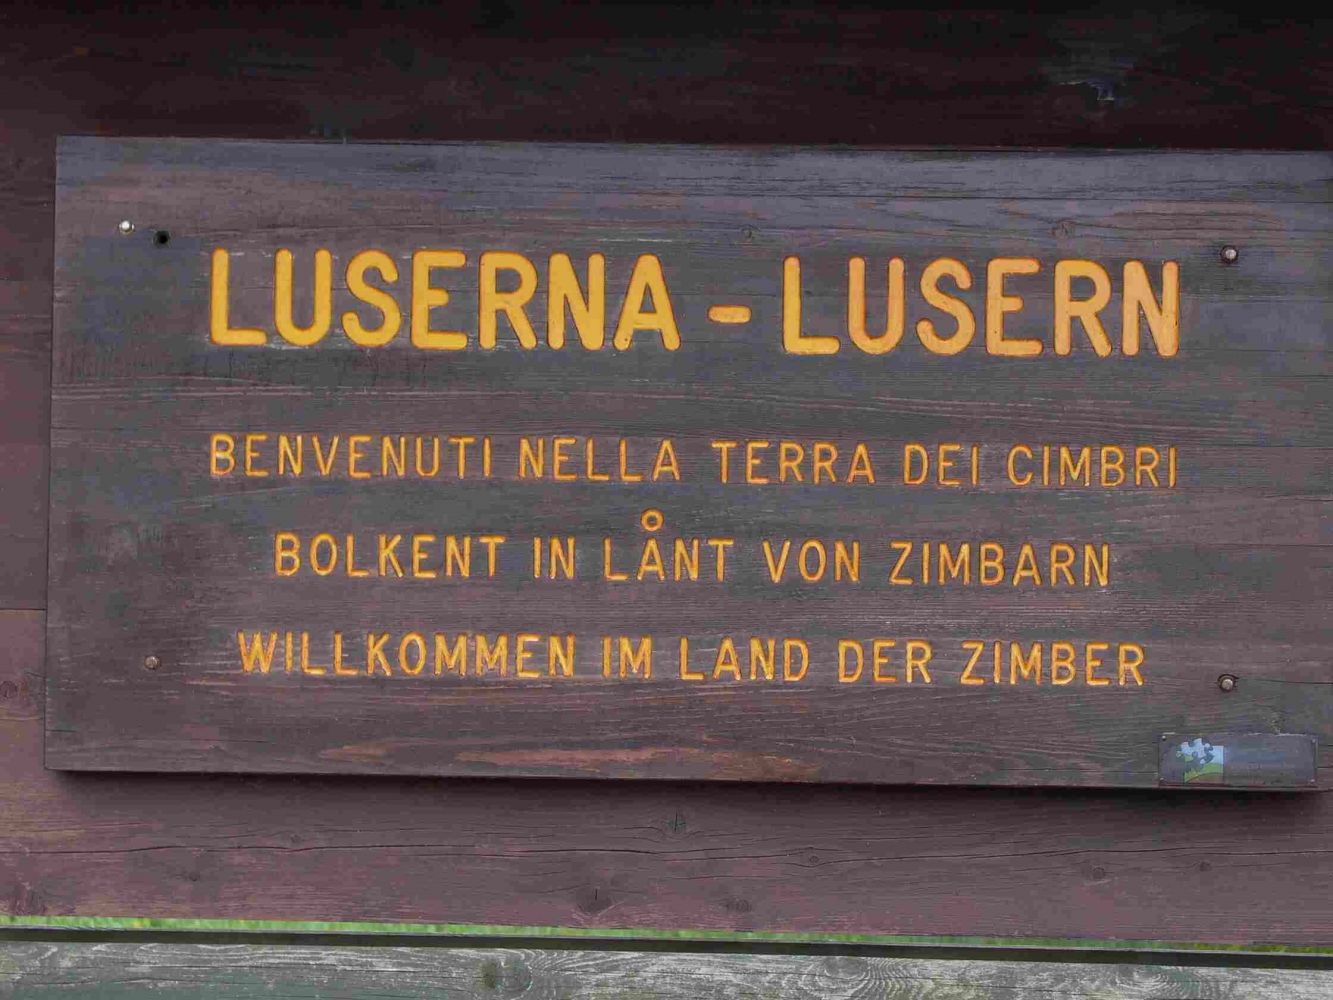 LUSERNA - LUSERN
BENVENUTI NELLA TERRA DEI CIMBRI
BOLKENT IN LÅNT VON ZIMBARN
WILLKOMMEN IM LAND DER ZIMBER